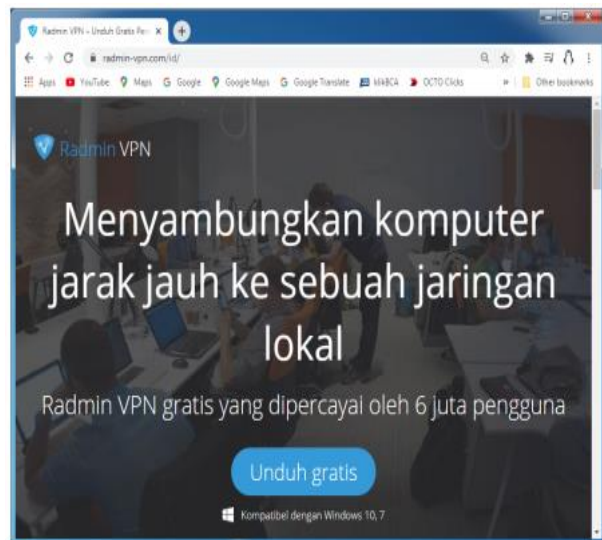 Radmin VPN – Unduh Gratis Per
radmin-vpn.com/id/
Apps YouTube Maps Google Google Maps Google Translate klikBCA OCTO Clicks » Other bookmarks
Radmin VPN
Menyambungkan komputer
jarak jauh ke sebuah jaringan
lokal
Radmin VPN gratis yang dipercayai oleh 6 juta pengguna
Unduh gratis
Kompatibel dengan Windows 10, 7